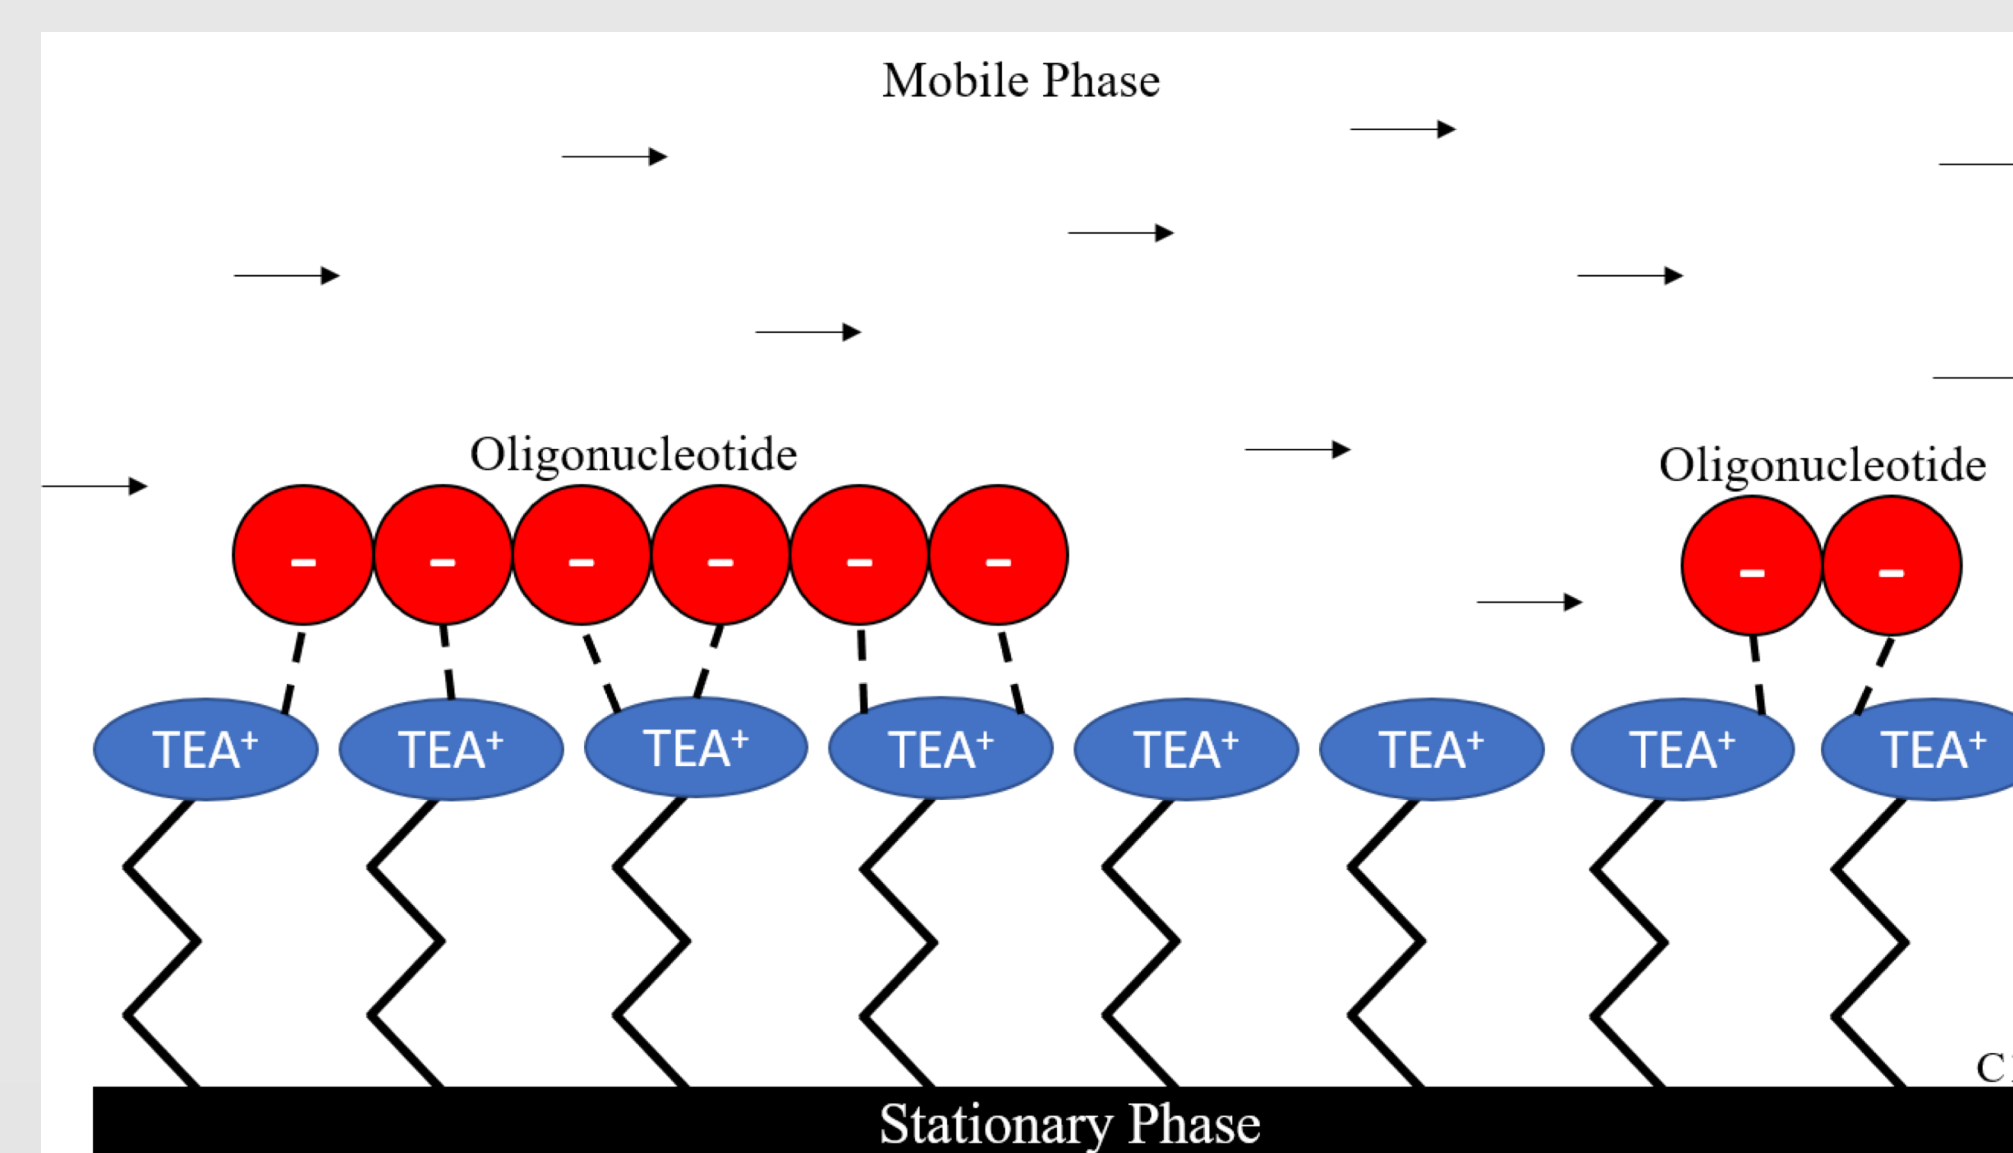 Mobile Phase
Oligonucleotide
Oligonucleotide
- - - - - -
- -
TEA⁺ TEA⁺ TEA⁺ TEA⁺ TEA⁺ TEA⁺ TEA⁺ TEA⁺
Stationary Phase